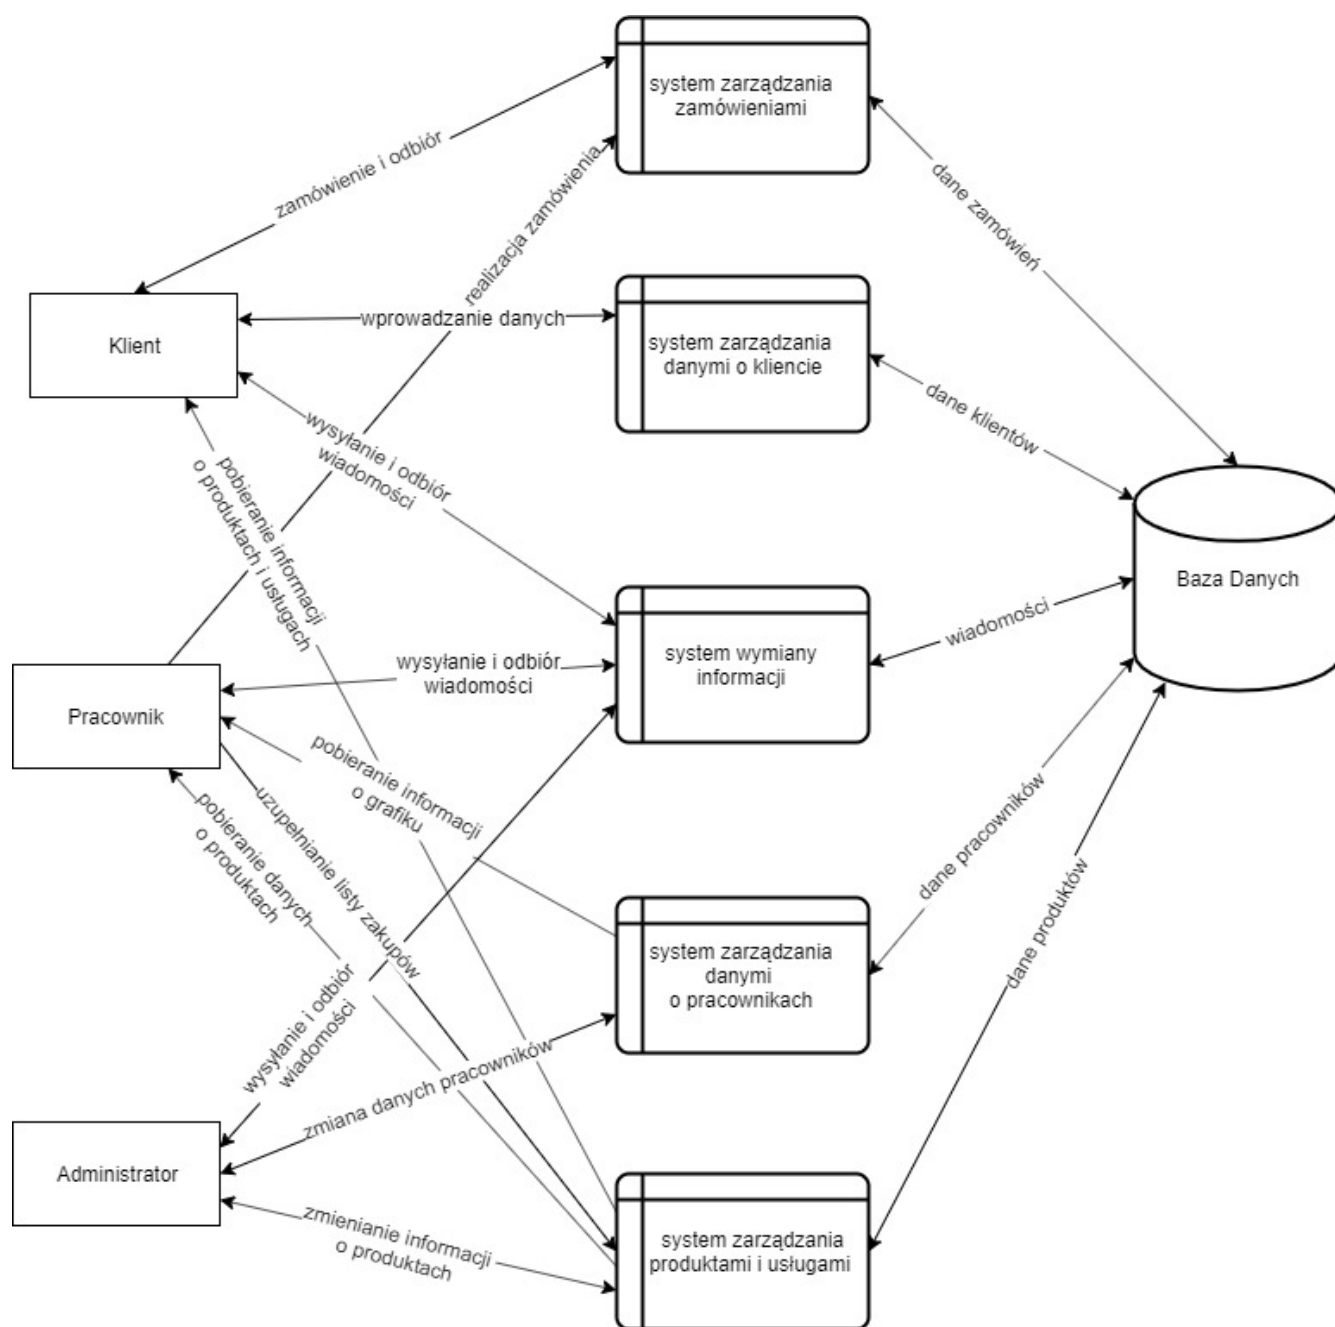 system zarządzania
zamówieniami
zamówienie i odbiór
realizacja zamówienia
dane zamówień
Klient
wprowadzanie danych
system zarządzania
danymi o kliencie
dane klientów
wysyłanie i odbiór
wiadomości
pobieranie informacji
o produktach i usługach
Baza Danych
system wymiany
informacji
wiadomości
wysyłanie i odbiór
wiadomości
Pracownik
pobieranie informacji
o grafiku
uzupełnianie listy zakupów
pobieranie danych
o produktach
dane pracowników
dane produktów
system zarządzania
danymi
o pracownikach
wysyłanie i odbiór
wiadomości
zmiana danych pracowników
Administrator
zmienianie informacji
o produktach
system zarządzania
produktami i usługami